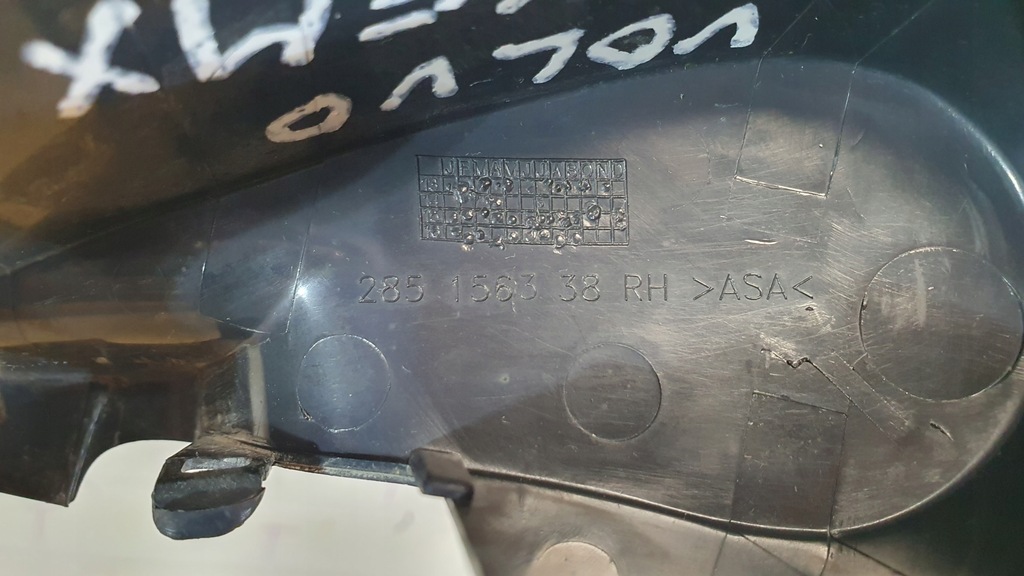 VOLVO
JFMAMJJASOND
285 1563 38 RH >ASA<